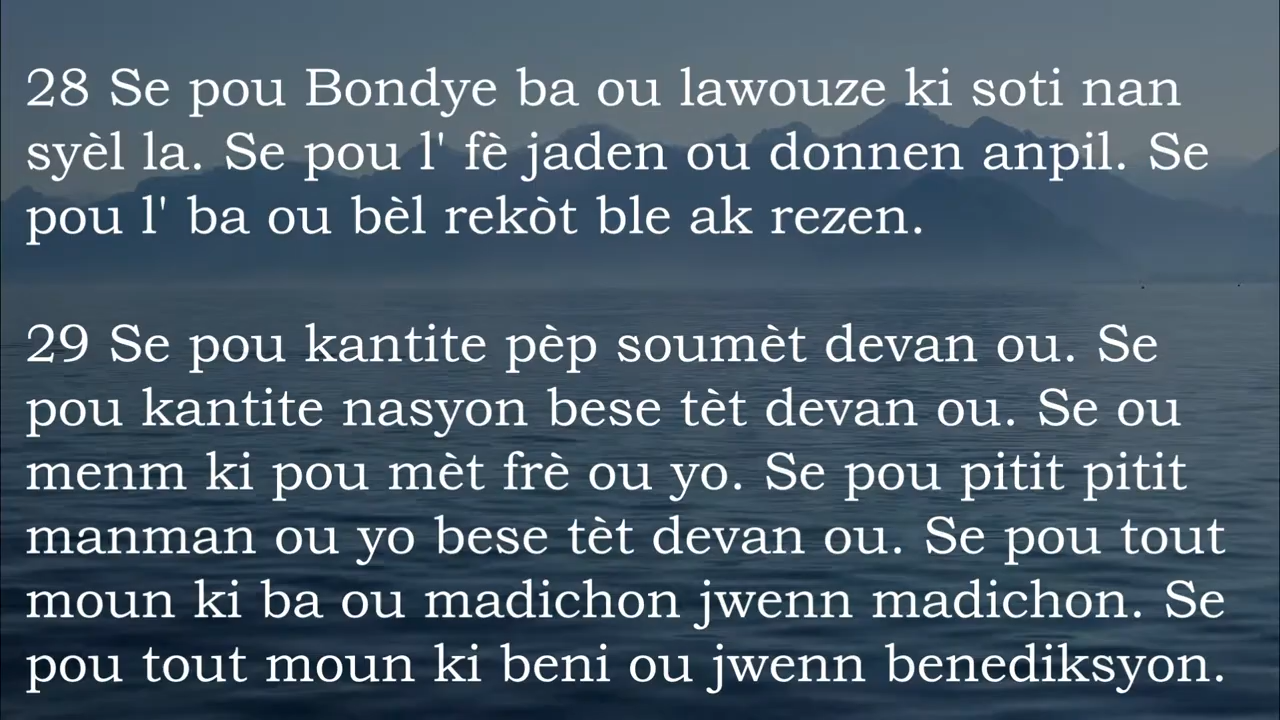 28 Se pou Bondye ba ou lawouze ki soti nan
syèl la. Se pou l' fè jaden ou donnen anpil. Se
pou l' ba ou bèl rekòt ble ak rezen.
29 Se pou kantite pèp soumèt devan ou. Se
pou kantite nasyon bese tèt devan ou. Se ou
menm ki pou mèt frè ou yo. Se pou pitit pitit
manman ou yo bese tèt devan ou. Se pou tout
moun ki ba ou madichon jwenn madichon. Se
pou tout moun ki beni ou jwenn benediksyon.